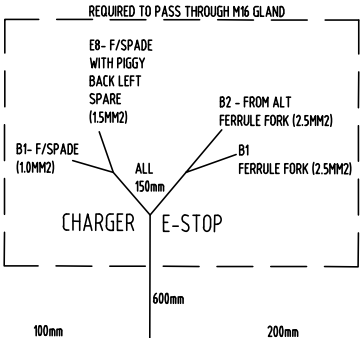 REQUIRED TO PASS THROUGH M16 GLAND
E8- F/SPADE
WITH PIGGY
BACK LEFT
SPARE
(1.5MM2)
B2 - FROM ALT
FERRULE FORK (2.5MM2)
B1- F/SPADE
(1.0MM2)
ALL
150mm
B1
FERRULE FORK (2.5MM2)
CHARGER
E-STOP
600mm
100mm
200mm